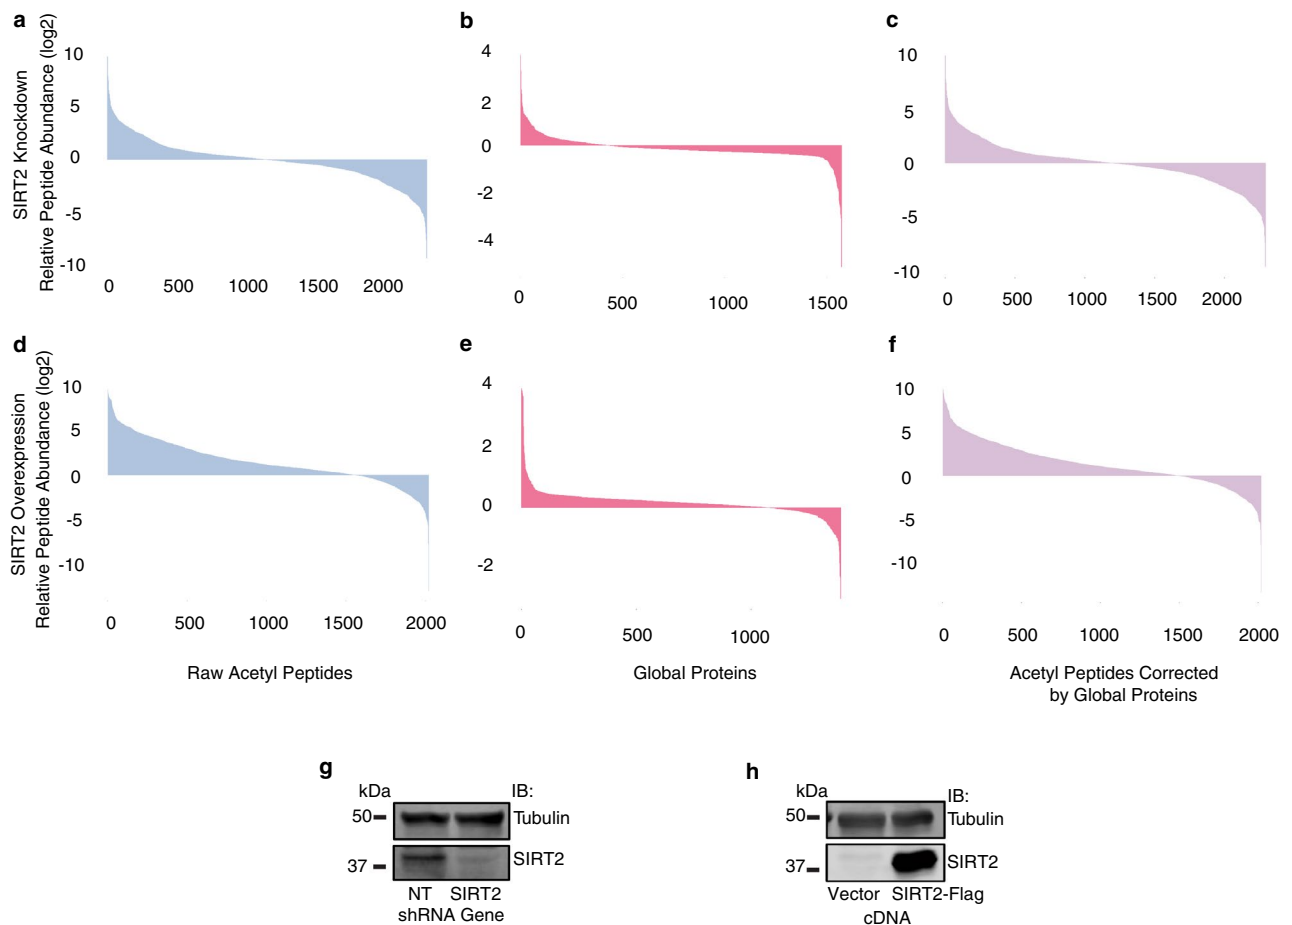 a
b
c
SIRT2 Knockdown
Relative Peptide Abundance (log2)
10
5
0
-5
-10
0 500 1000 1500 2000
4
2
0
-2
-4
0 500 1000 1500
10
5
0
-5
-10
0 500 1000 1500 2000
d
e
f
SIRT2 Overexpression
Relative Peptide Abundance (log2)
10
5
0
-5
-10
0 500 1000 1500 2000
Raw Acetyl Peptides
4
2
0
-2
0 500 1000
Global Proteins
10
5
0
-5
-10
0 500 1000 1500 2000
Acetyl Peptides Corrected
by Global Proteins
g
kDa IB:
50 Tubulin
37 SIRT2
NT SIRT2
shRNA Gene
h
kDa IB:
50 Tubulin
37 SIRT2
Vector SIRT2-Flag
cDNA